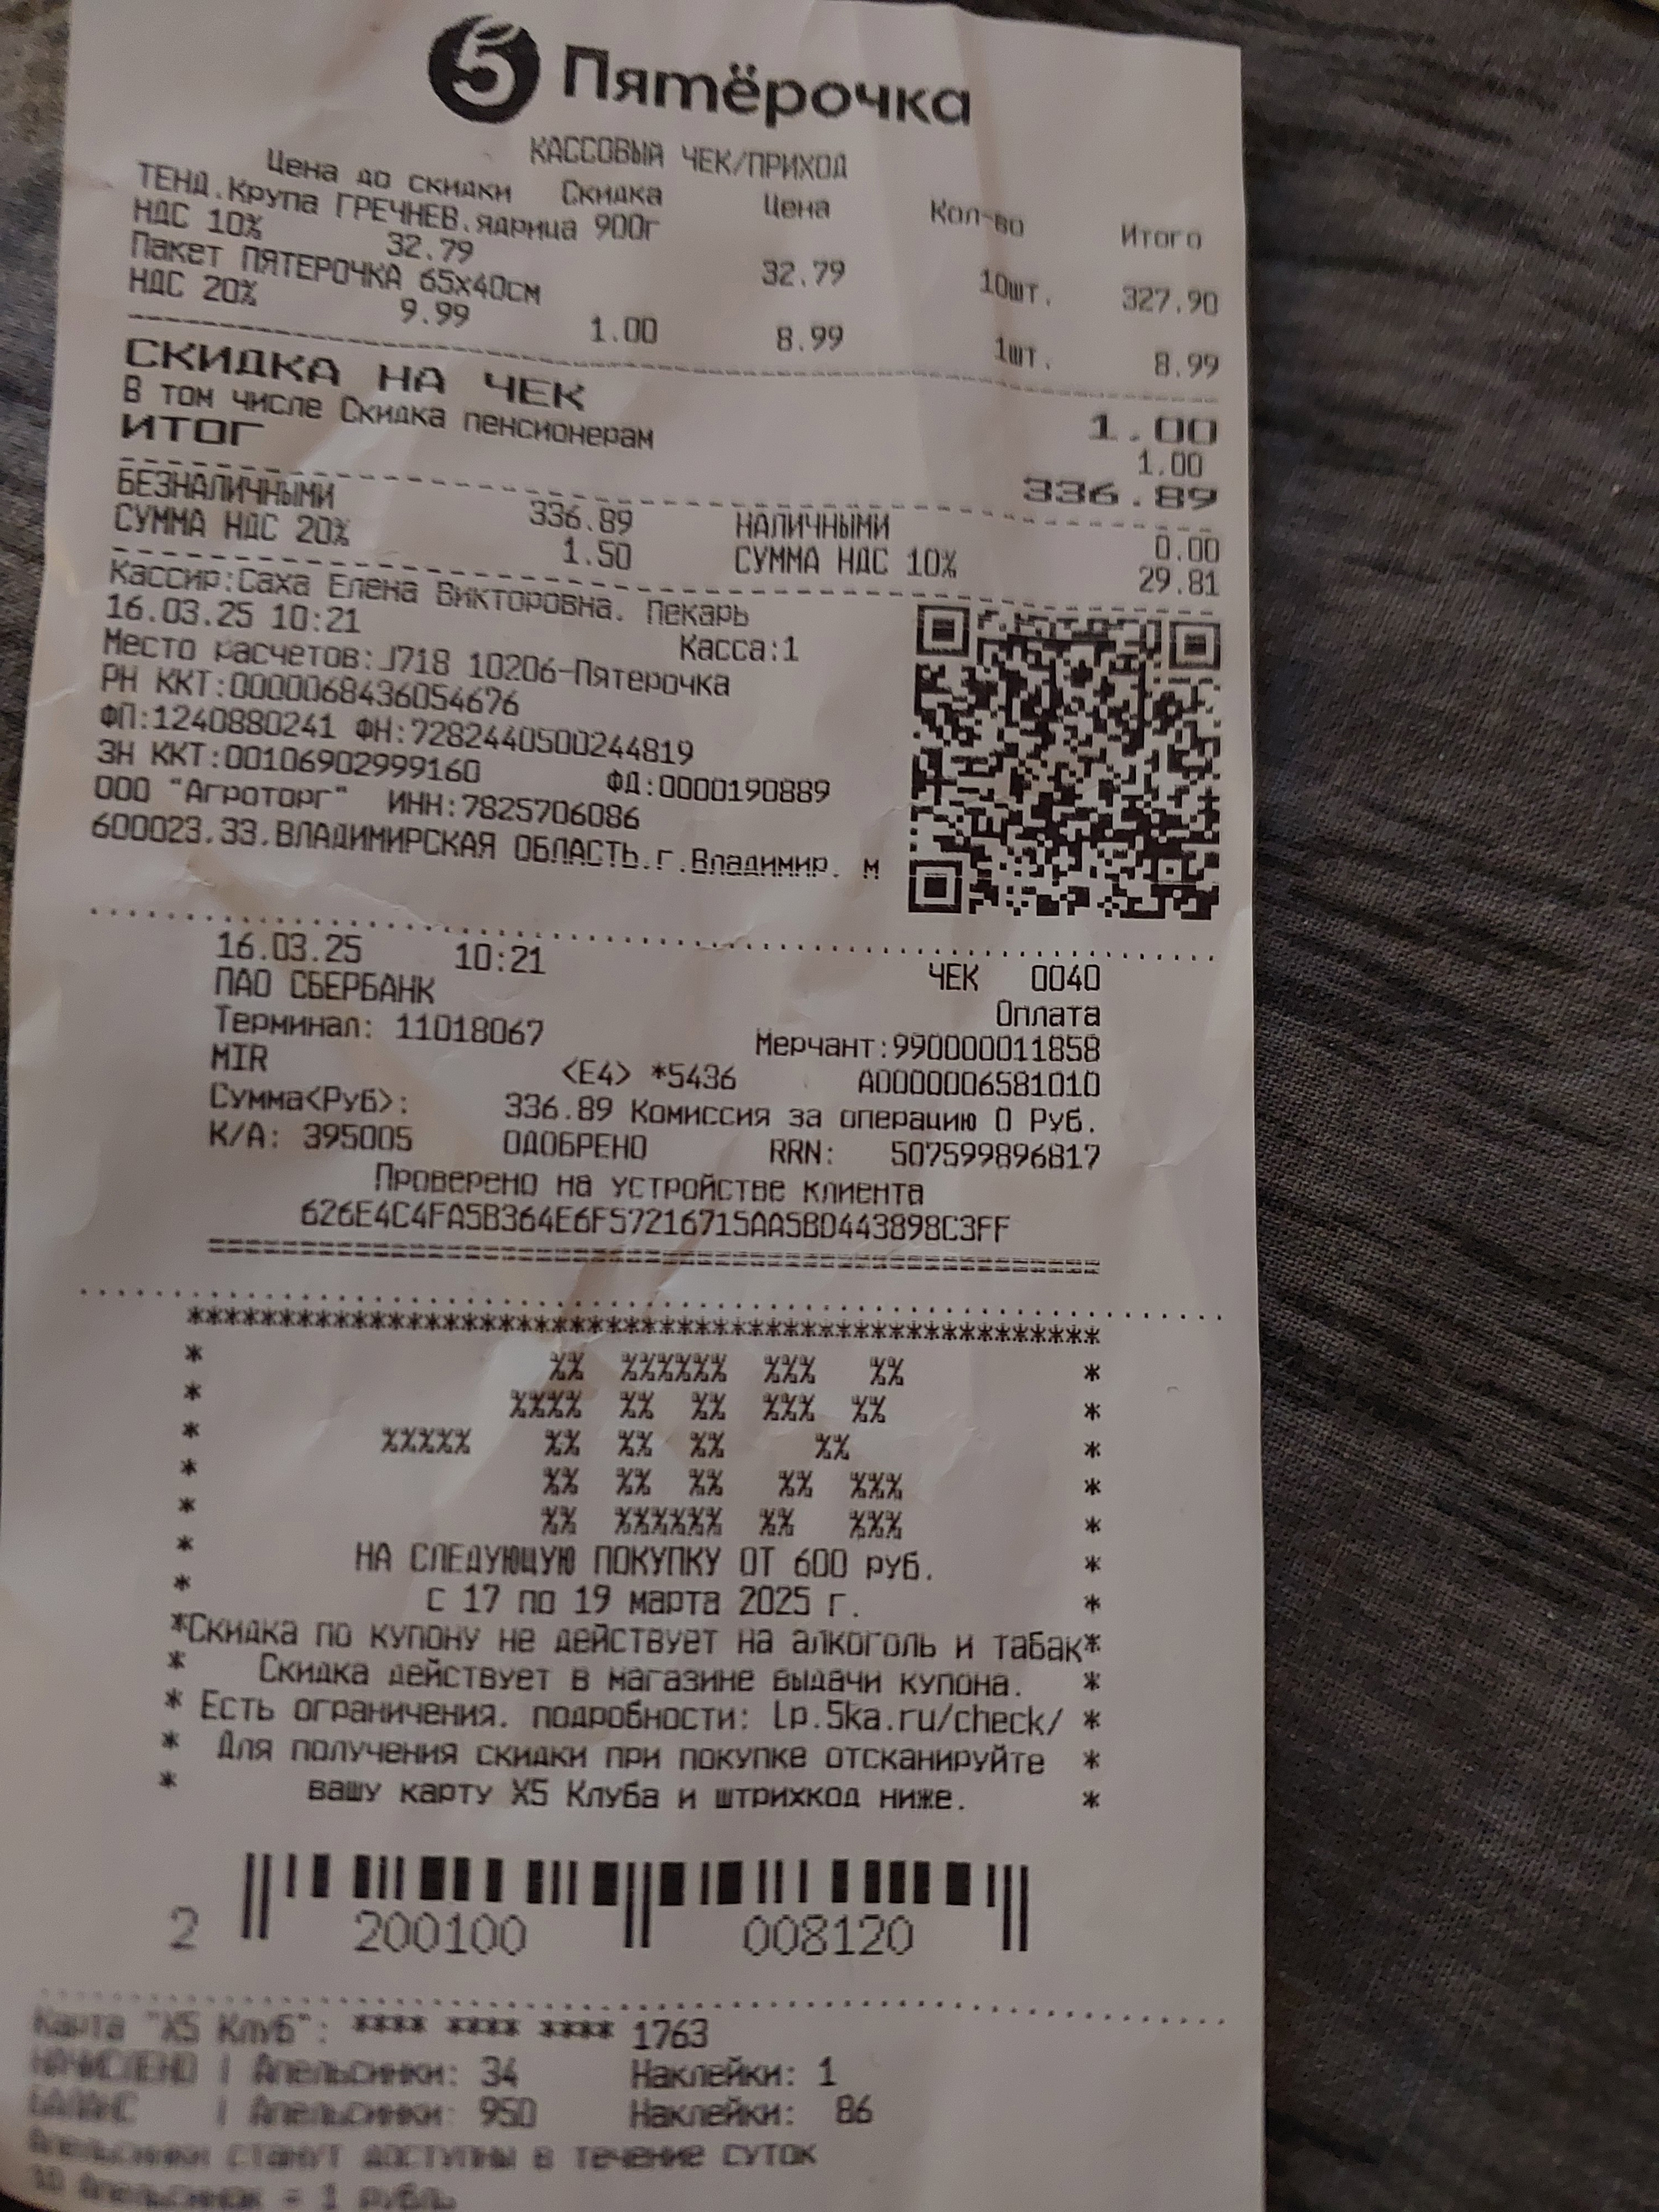 5 Пятёрочка
КАССОВЫЙ ЧЕК/ПРИХОД
Цена до скидки Скидка Цена Кол-во Итого
ТЕНД.Крупа ГРЕЧНЕВ.ядрица 900г
НДС 10% 32.79 32.79 10шт. 327.90
Пакет ПЯТЕРОЧКА 65х40см
НДС 20% 9.99 1.00 8.99 1шт. 8.99
СКИДКА НА ЧЕК 1.00
В том числе Скидка пенсионерам 1.00
ИТОГ 336.89
БЕЗНАЛИЧНЫМИ 336.89 НАЛИЧНЫМИ 0.00
СУММА НДС 20% 1.50 СУММА НДС 10% 29.81
Кассир:Саха Елена Викторовна. Пекарь
16.03.25 10:21 Касса:1
Место расчетов:J718 10206-Пятерочка
РН ККТ:0000068436054676
ФП:1240880241 ФН:7282440500244819
ЗН ККТ:00106902999160 ФД:0000190889
ООО "Агроторг" ИНН:7825706086
600023.33.ВЛАДИМИРСКАЯ ОБЛАСТЬ.г.Владимир. м
16.03.25 10:21 ЧЕК 0040
ПАО СБЕРБАНК Оплата
Терминал: 11018067 Мерчант:990000011858
MIR <E4> *5436 A0000006581010
Сумма<Руб>: 336.89 Комиссия за операцию 0 Руб.
К/А: 395005 ОДОБРЕНО RRN: 507599896817
Проверено на устройстве клиента
626E4C4FA5B364E6F57216715AA5BD443898C3FF
-10%
НА СЛЕДУЮЩУЮ ПОКУПКУ ОТ 600 руб.
с 17 по 19 марта 2025 г.
*Скидка по купону не действует на алкоголь и табак*
* Скидка действует в магазине выдачи купона. *
* Есть ограничения. подробности: Lp.5ka.ru/check/ *
* Для получения скидки при покупке отсканируйте *
* вашу карту Х5 Клуба и штрихкод ниже. *
2 200100 008120
Карта "Х5 Клуб": **** **** **** 1763
НАЧИСЛЕНО | Апельсинки: 34 Наклейки: 1
БАЛАНС | Апельсинки: 950 Наклейки: 86
Апельсинки станут доступны в течение суток
10 Апельсинок = 1 рубль